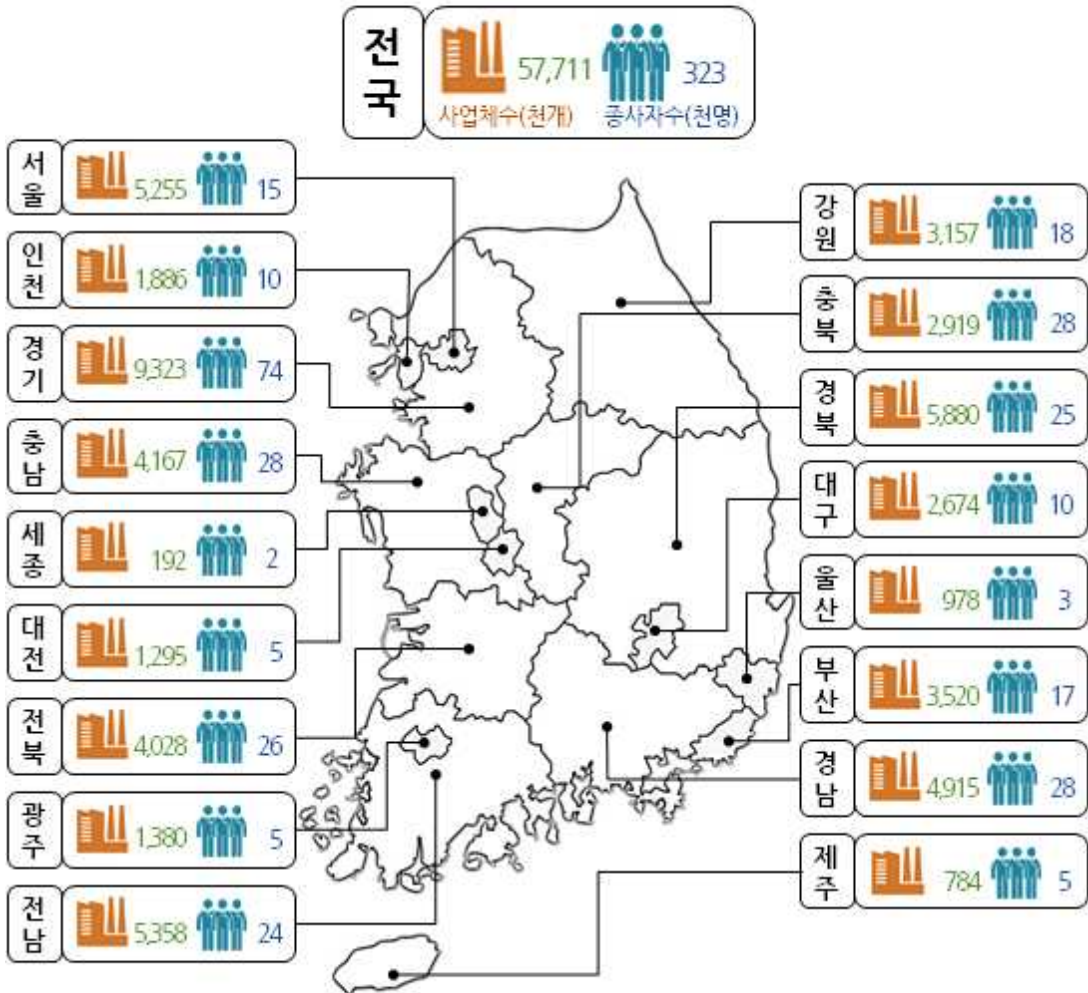 전국
57,711 323
사업체수(천개) 종사자수(천명)
서울 5,255 15
인천 1,886 10
경기 9,323 74
충남 4,167 28
세종 192 2
대전 1,295 5
전북 4,028 26
광주 1,380 5
전남 5,358 24
강원 3,157 18
충북 2,919 28
경북 5,880 25
대구 2,674 10
울산 978 3
부산 3,520 17
경남 4,915 28
제주 784 5